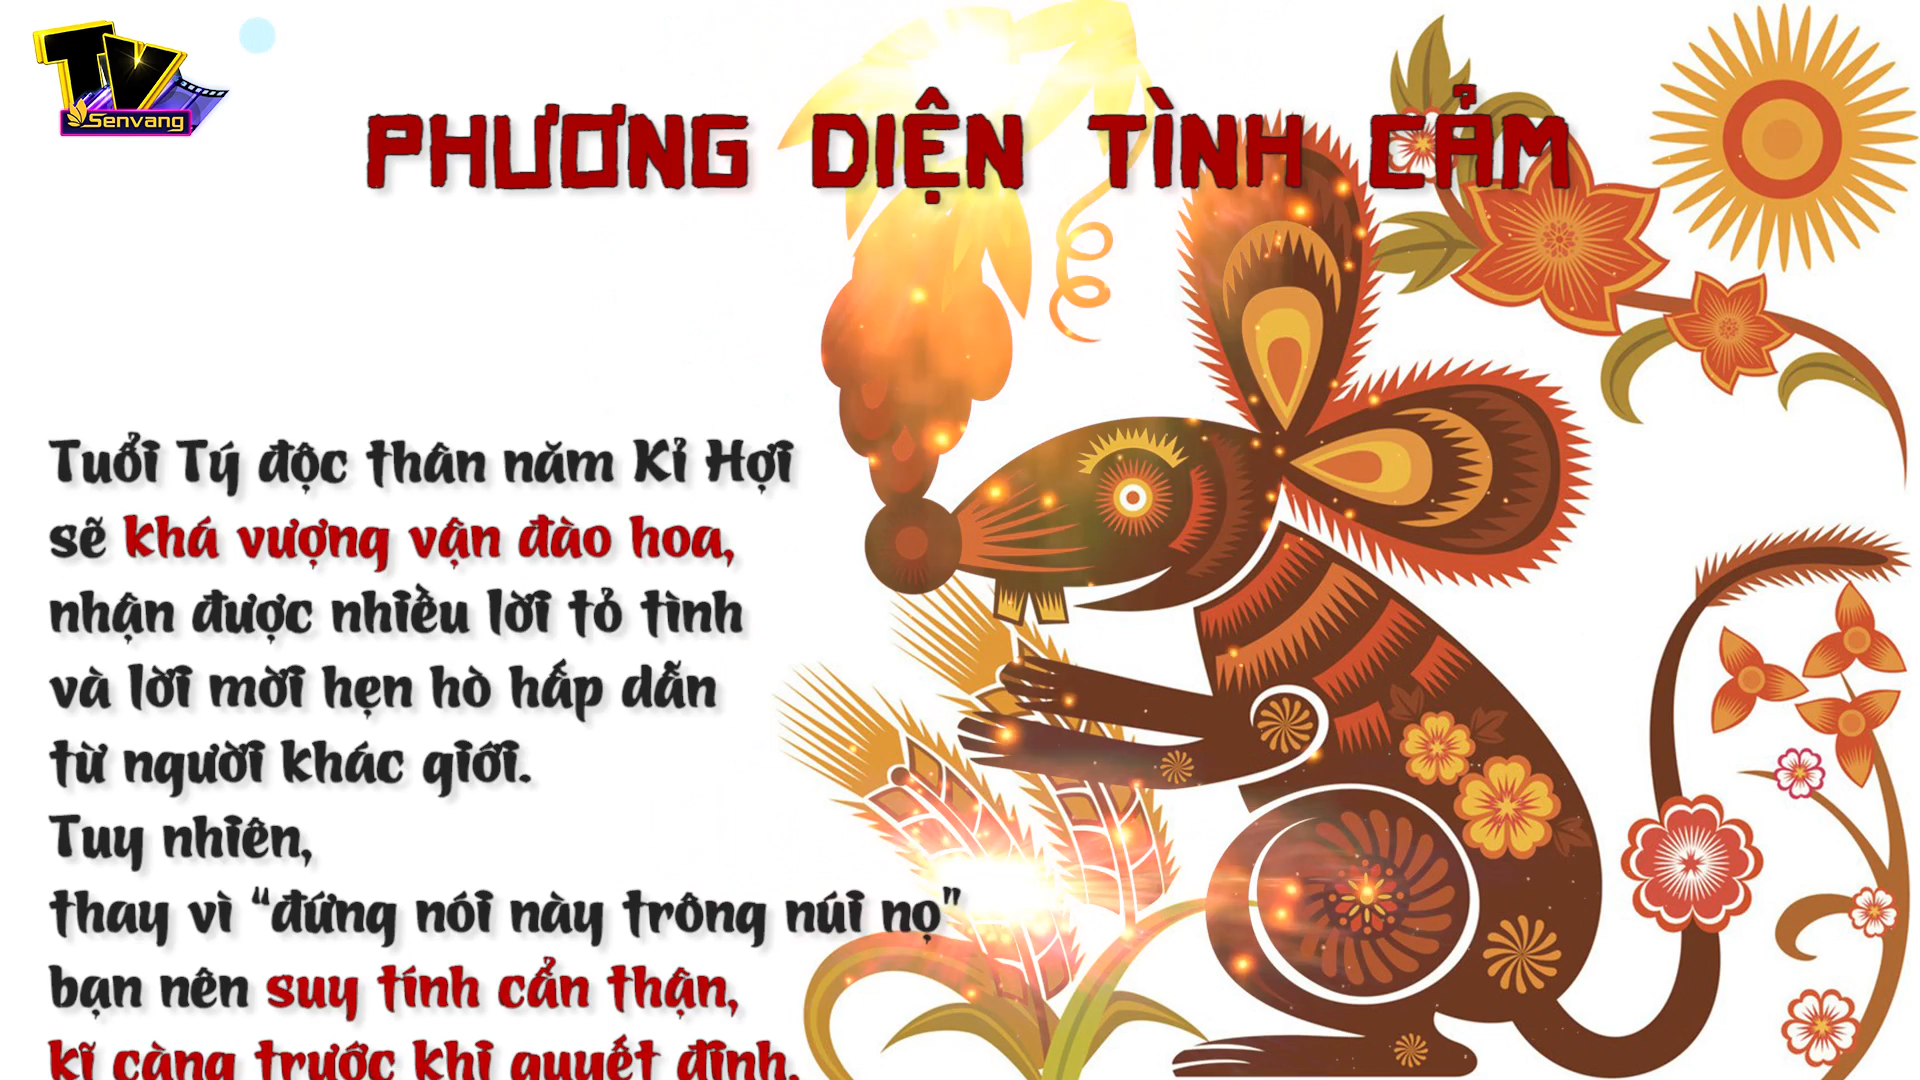 TV
Senvang
PHƯƠNG DIỆN TÌNH CẢM
Tuổi Tý độc thân năm Kỉ Hợi
sẽ khá vượng vận đào hoa,
nhận được nhiều lời tỏ tình
và lời mời hẹn hò hấp dẫn
từ người khác giới.
Tuy nhiên,
thay vì “đứng nói này trông núi nọ"
bạn nên suy tính cẩn thận,
kĩ càng trước khi quyết định.